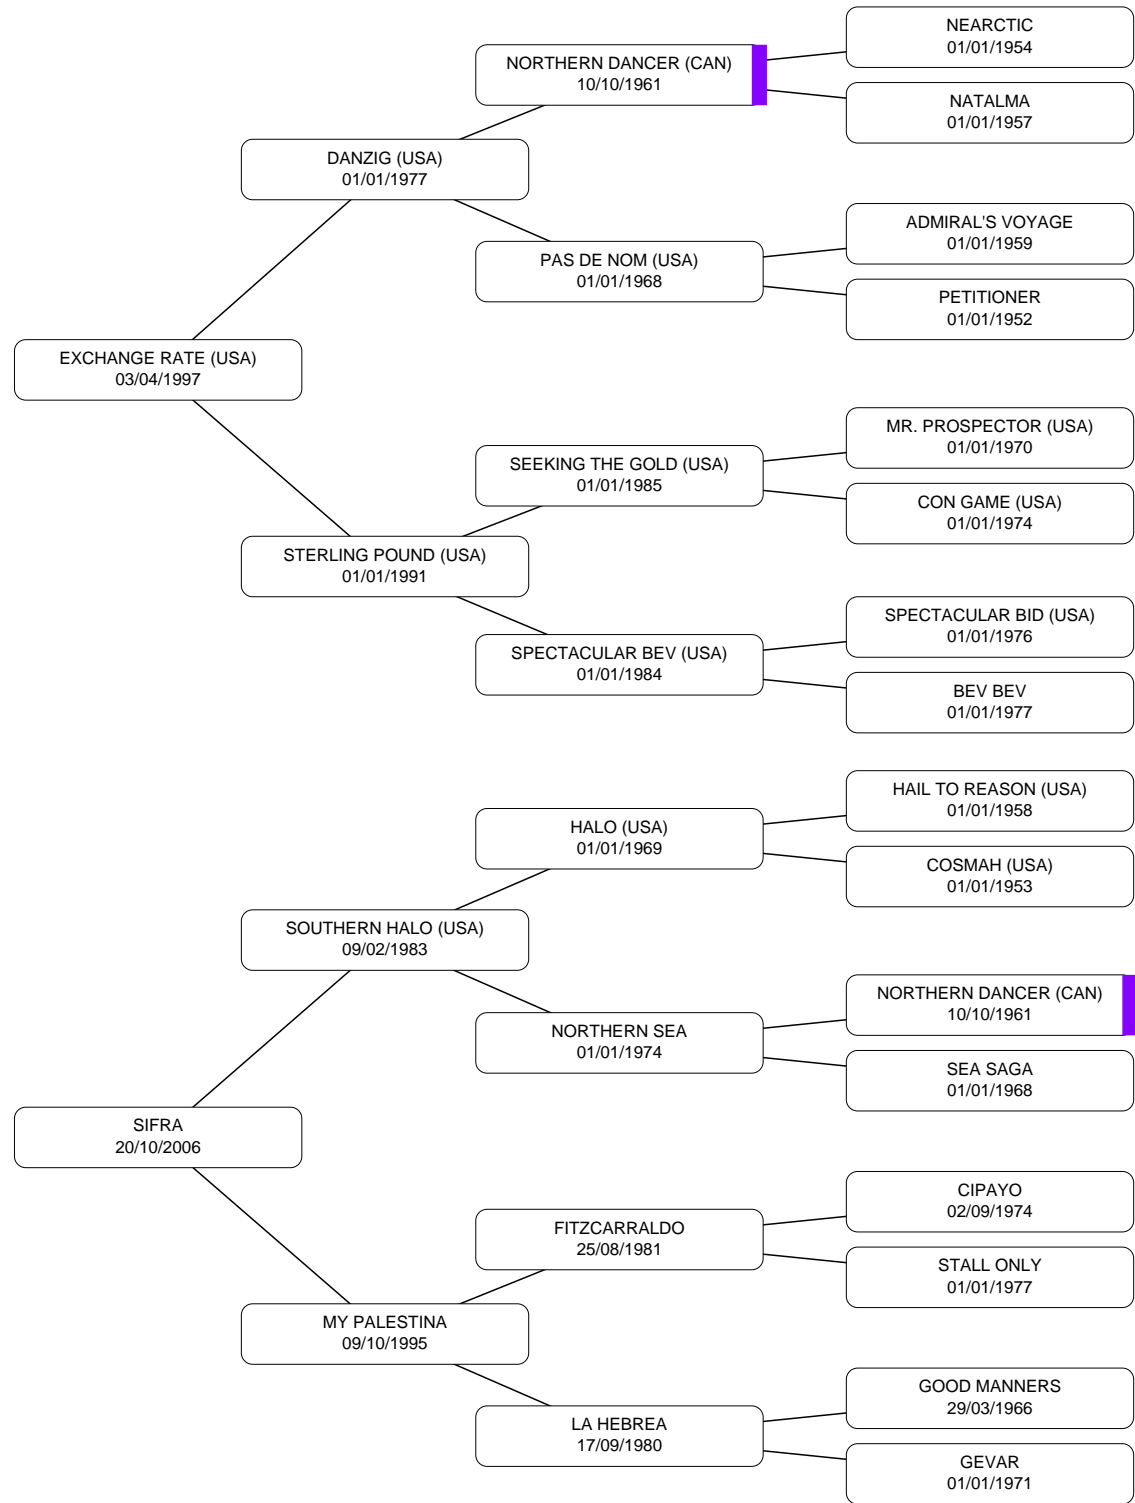 NEARCTIC
01/01/1954
NORTHERN DANCER (CAN)
10/10/1961
NATALMA
01/01/1957
DANZIG (USA)
01/01/1977
ADMIRAL'S VOYAGE
01/01/1959
PAS DE NOM (USA)
01/01/1968
PETITIONER
01/01/1952
EXCHANGE RATE (USA)
03/04/1997
MR. PROSPECTOR (USA)
01/01/1970
SEEKING THE GOLD (USA)
01/01/1985
CON GAME (USA)
01/01/1974
STERLING POUND (USA)
01/01/1991
SPECTACULAR BID (USA)
01/01/1976
SPECTACULAR BEV (USA)
01/01/1984
BEV BEV
01/01/1977
HAIL TO REASON (USA)
01/01/1958
HALO (USA)
01/01/1969
COSMAH (USA)
01/01/1953
SOUTHERN HALO (USA)
09/02/1983
NORTHERN DANCER (CAN)
10/10/1961
NORTHERN SEA
01/01/1974
SEA SAGA
01/01/1968
SIFRA
20/10/2006
CIPAYO
02/09/1974
FITZCARRALDO
25/08/1981
STALL ONLY
01/01/1977
MY PALESTINA
09/10/1995
GOOD MANNERS
29/03/1966
LA HEBREA
17/09/1980
GEVAR
01/01/1971